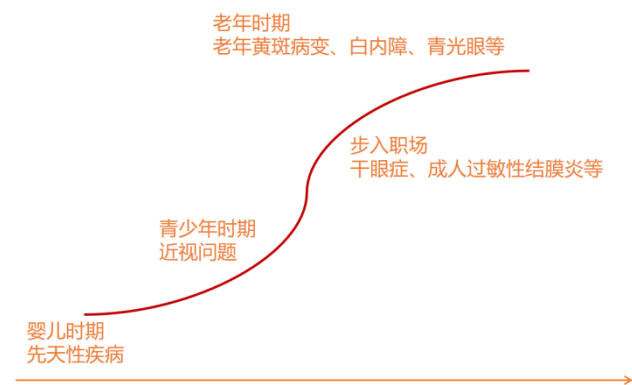 老年时期
老年黄斑病变、白内障、青光眼等
步入职场
干眼症、成人过敏性结膜炎等
青少年时期
近视问题
婴儿时期
先天性疾病